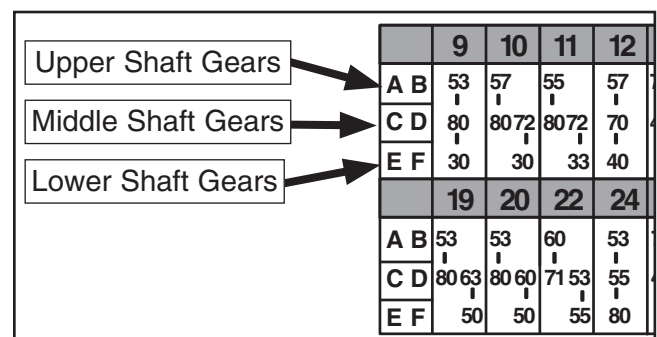 Upper Shaft Gears
Middle Shaft Gears
Lower Shaft Gears
9 10 11 12
A B 53 57 55 57
C D 80 80 72 80 72 70
E F 30 30 33 40
19 20 22 24
A B 53 53 60 53
C D 80 63 80 60 71 53 55
E F 50 50 55 80